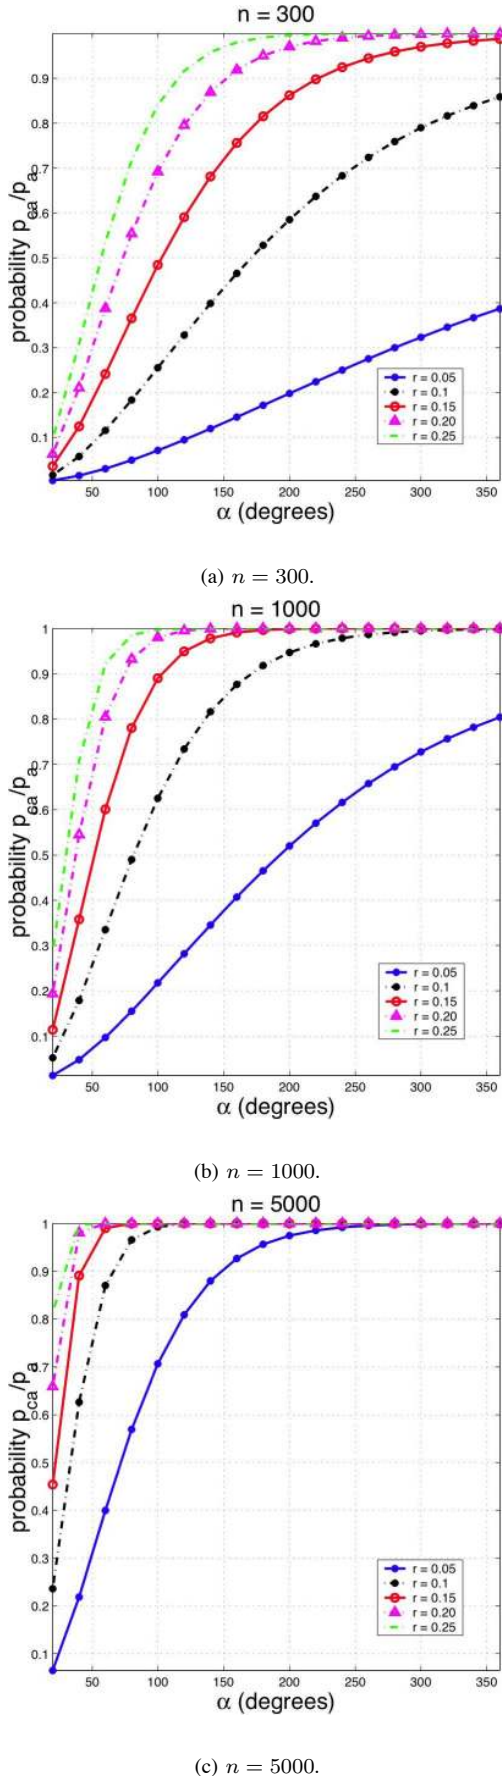 n = 300
0.9
0.8
0.7
0.6
0.5
0.4
0.3
0.2
0.1
probability p_ca/p_a
r = 0.05
r = 0.1
r = 0.15
r = 0.20
r = 0.25
50 100 150 200 250 300 350
α (degrees)
(a) n = 300.
n = 1000
1
0.9
0.8
0.7
0.6
0.5
0.4
0.3
0.2
0.1
probability p_ca/p_a
r = 0.05
r = 0.1
r = 0.15
r = 0.20
r = 0.25
50 100 150 200 250 300 350
α (degrees)
(b) n = 1000.
n = 5000
1
0.9
0.8
0.7
0.6
0.5
0.4
0.3
0.2
0.1
probability p_ca/p_a
r = 0.05
r = 0.1
r = 0.15
r = 0.20
r = 0.25
50 100 150 200 250 300 350
α (degrees)
(c) n = 5000.